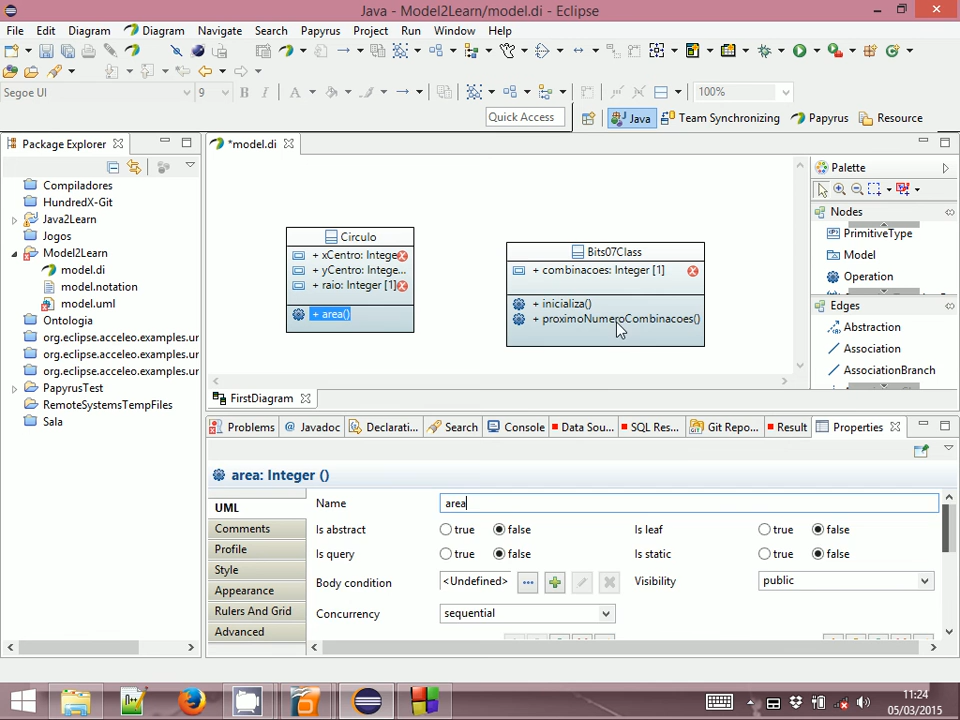 Java - Model2Learn/model.di - Eclipse
File Edit Diagram Diagram Navigate Search Papyrus Project Run Window Help
Segoe UI 9 B I A 100%
Quick Access Java Team Synchronizing Papyrus Resource
Package Explorer
Compiladores
HundredX-Git
Java2Learn
Jogos
Model2Learn
model.di
model.notation
model.uml
Ontologia
org.eclipse.acceleo.examples.ur
org.eclipse.acceleo.examples.ur
org.eclipse.acceleo.examples.ur
PapyrusTest
RemoteSystemsTempFiles
Sala
*model.di
Circulo
+ xCentro: Intege
+ yCentro: Intege...
+ raio: Integer [1]
+ area()
Bits07Class
+ combinacoes: Integer [1]
+ inicializa()
+ proximoNumeroCombinacoes()
FirstDiagram
Palette
Nodes
PrimitiveType
Model
Operation
Edges
Abstraction
Association
AssociationBranch
Problems Javadoc Declarati... Search Console Data Sou... SQL Res... Git Repo... Result Properties
area: Integer ()
UML
Comments
Profile
Style
Appearance
Rulers And Grid
Advanced
Name area
Is abstract true false Is leaf true false
Is query true false Is static true false
Body condition <Undefined> Visibility public
Concurrency sequential
11:24
05/03/2015